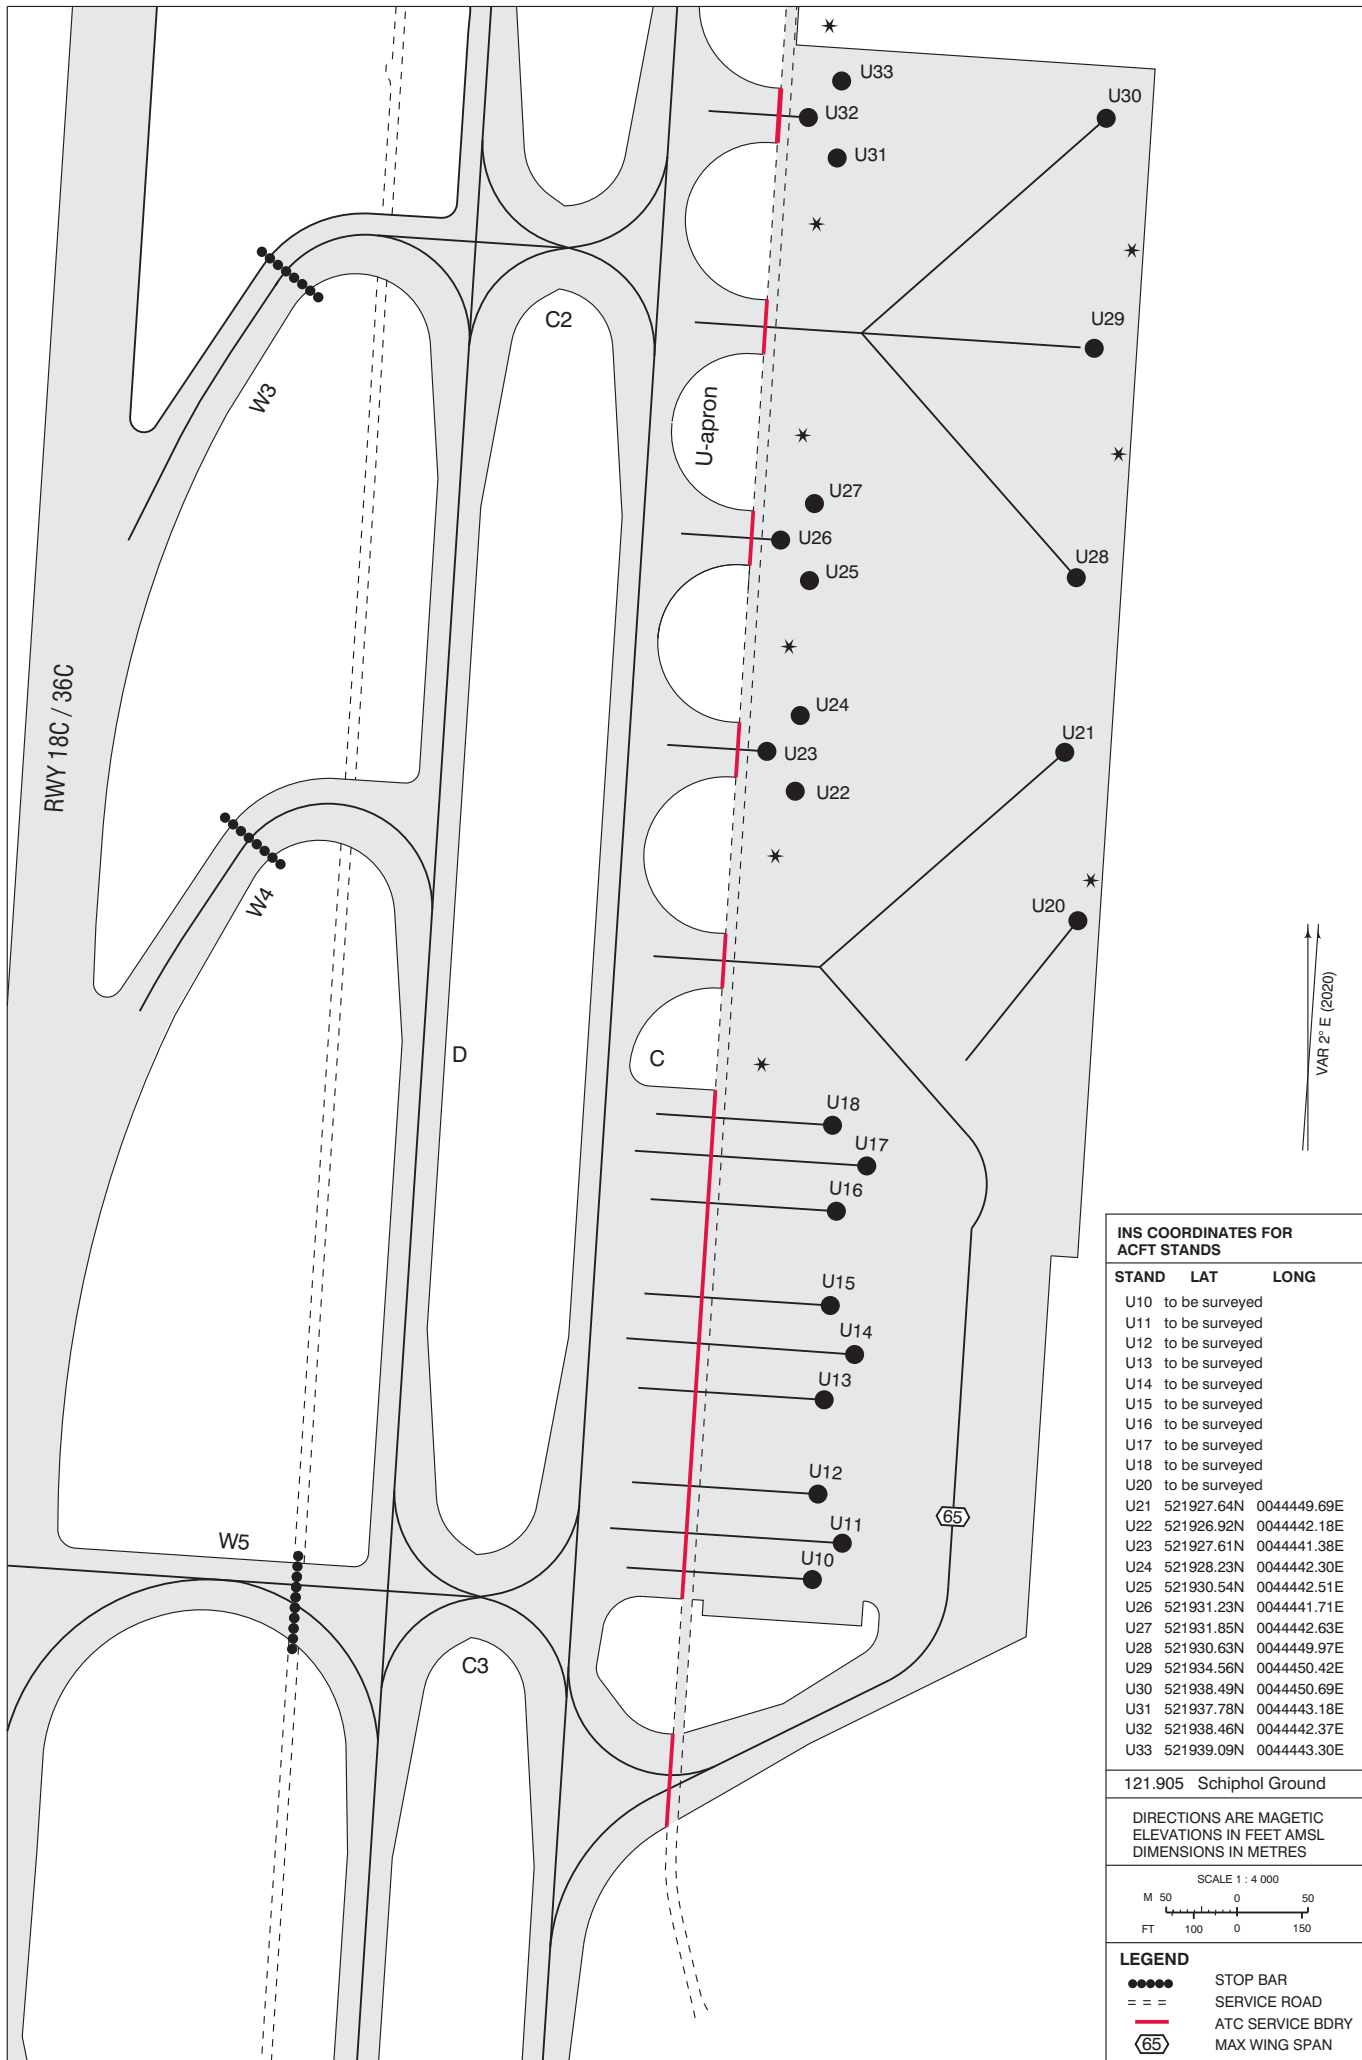 U33
U30
U32
U31
W3
C2
U29
U-apron
U27
U26
U25
U28
RWY 18C / 36C
U24
U23
U22
U21
W4
U20
D
C
VAR 2° E (2020)
U18
U17
U16
U15
U14
U13
U12
U11
U10
65
W5
C3
INS COORDINATES FOR
ACFT STANDS
STAND LAT LONG
U10 to be surveyed
U11 to be surveyed
U12 to be surveyed
U13 to be surveyed
U14 to be surveyed
U15 to be surveyed
U16 to be surveyed
U17 to be surveyed
U18 to be surveyed
U20 to be surveyed
U21 521927.64N 0044449.69E
U22 521926.92N 0044442.18E
U23 521927.61N 0044441.38E
U24 521928.23N 0044442.30E
U25 521930.54N 0044442.51E
U26 521931.23N 0044441.71E
U27 521931.85N 0044442.63E
U28 521930.63N 0044449.97E
U29 521934.56N 0044450.42E
U30 521938.49N 0044450.69E
U31 521937.78N 0044443.18E
U32 521938.46N 0044442.37E
U33 521939.09N 0044443.30E
121.905 Schiphol Ground
DIRECTIONS ARE MAGETIC
ELEVATIONS IN FEET AMSL
DIMENSIONS IN METRES
SCALE 1 : 4 000
M 50 0 50
FT 100 0 150
LEGEND
STOP BAR
SERVICE ROAD
ATC SERVICE BDRY
65 MAX WING SPAN